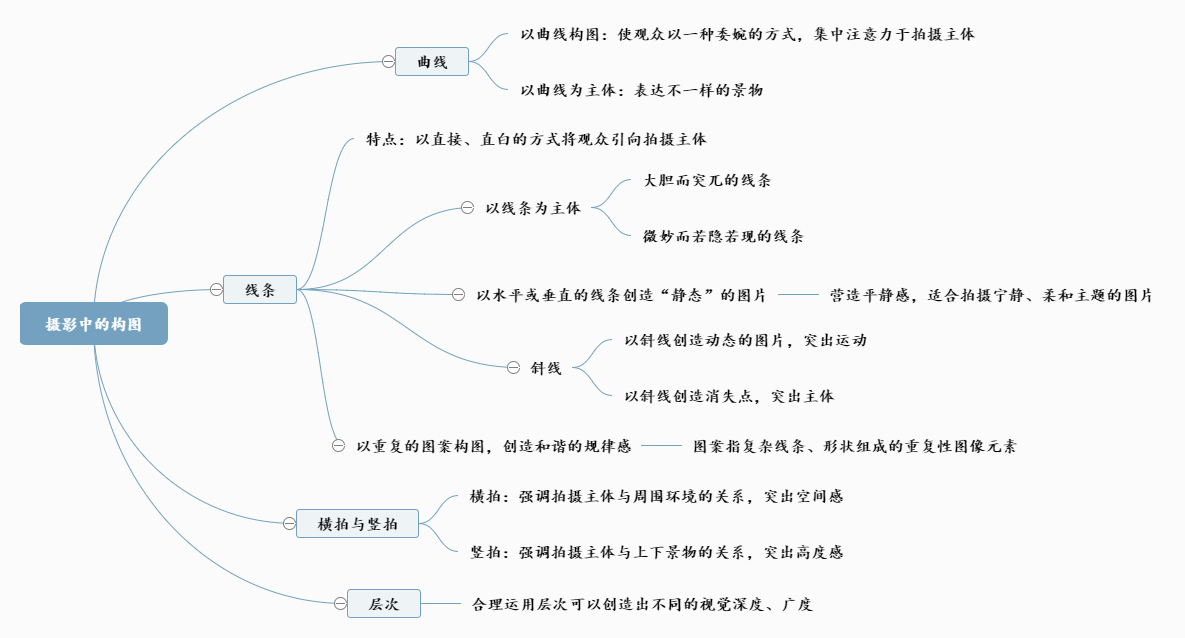 摄影中的构图
曲线
以曲线构图：使观众以一种委婉的方式，集中注意力于拍摄主体
以曲线为主体：表达不一样的景物
线条
特点：以直接、直白的方式将观众引向拍摄主体
以线条为主体
大胆而突兀的线条
微妙而若隐若现的线条
以水平或垂直的线条创造“静态”的图片
营造平静感，适合拍摄宁静、柔和主题的图片
斜线
以斜线创造动态的图片，突出运动
以斜线创造消失点，突出主体
以重复的图案构图，创造和谐的规律感
图案指复杂线条、形状组成的重复性图像元素
横拍与竖拍
横拍：强调拍摄主体与周围环境的关系，突出空间感
竖拍：强调拍摄主体与上下景物的关系，突出高度感
层次
合理运用层次可以创造出不同的视觉深度、广度